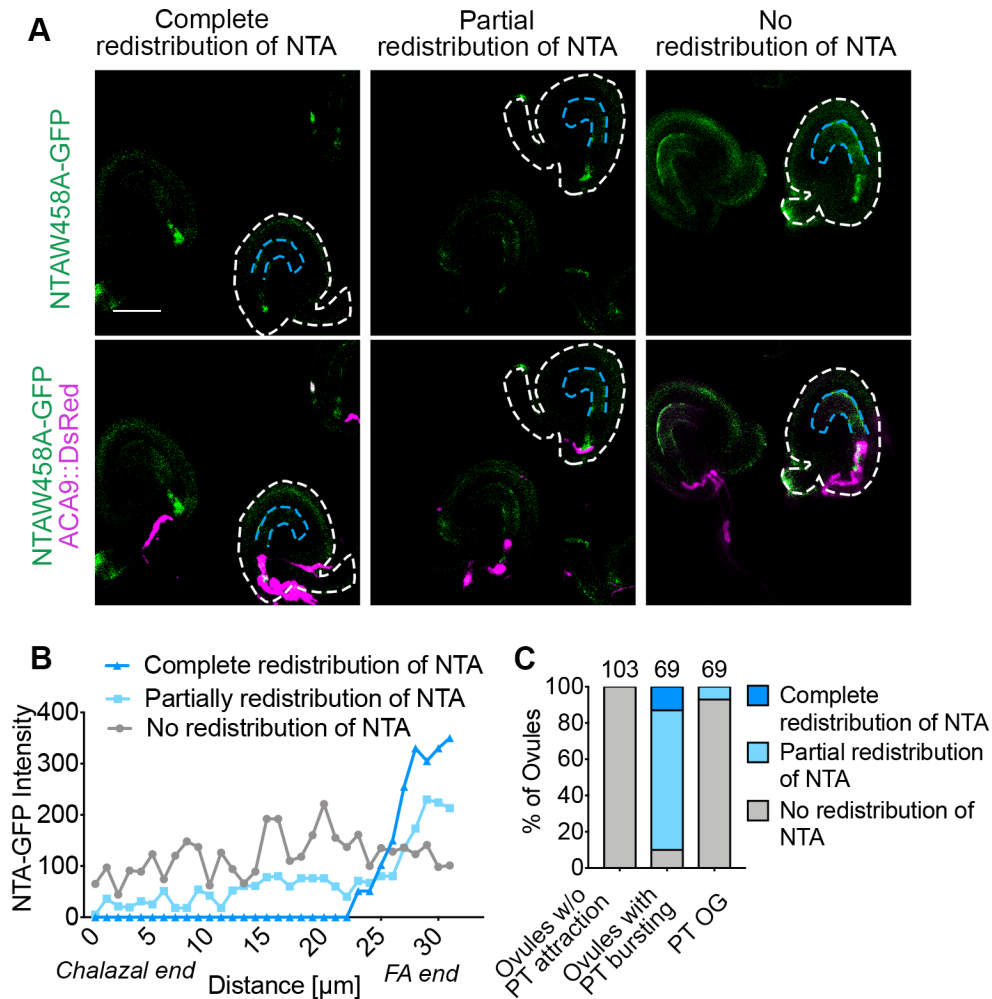 A
Complete
redistribution of NTA
Partial
redistribution of NTA
No
redistribution of NTA
NTAW458A-GFP
NTAW458A-GFP
ACA9::DsRed
B
Complete redistribution of NTA
Partially redistribution of NTA
No redistribution of NTA
NTA-GFP Intensity
400
300
200
100
0
0
5
10
15
20
25
30
Chalazal end
Distance [µm]
FA end
C
103
69
69
% of Ovules
100
80
60
40
20
0
Ovules w/o
PT attraction
Ovules with
PT bursting
PT OG
Complete
redistribution of NTA
Partial redistribution
of NTA
No redistribution of
NTA